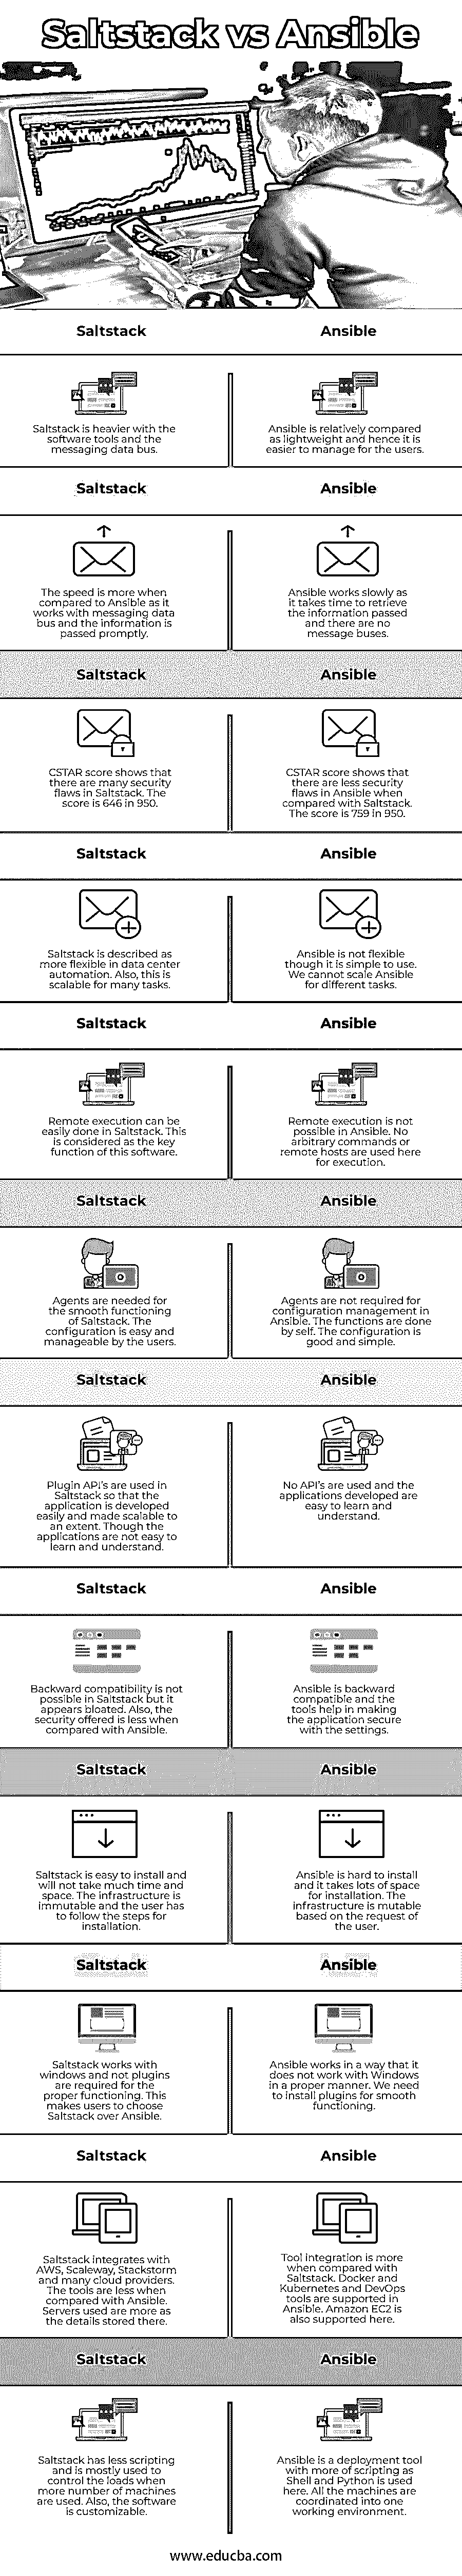 Saltstack vs Ansible
Saltstack
Ansible
Saltstack is heavier with the
software tools and the
messaging data bus.
Ansible is relatively compared
as lightweight and hence it is
easier to manage for the users.
Saltstack
Ansible
The speed is more when
compared to Ansible as it
works with messaging data
bus and the information is
passed promptly.
Ansible works slowly as
it takes time to retrieve
the information passed
and there are no
message buses.
Saltstack
Ansible
CSTAR score shows that
there are many security
flaws in Saltstack. The
score is 646 in 950.
CSTAR score shows that
there are less security
flaws in Ansible when
compared with Saltstack.
The score is 759 in 950.
Saltstack
Ansible
Saltstack is described as
more flexible in data center
automation. Also, this is
scalable for many tasks.
Ansible is not flexible
though it is simple to use.
We cannot scale Ansible
for different tasks.
Saltstack
Ansible
Remote execution can be
easily done in Saltstack. This
is considered as the key
function of this software.
Remote execution is not
possible in Ansible. No
arbitrary commands or
remote hosts are used here
for execution.
Saltstack
Ansible
Agents are needed for
the smooth functioning
of Saltstack. The
configuration is easy and
manageable by the users.
Agents are not required for
configuration management in
Ansible. The functions are done
by self. The configuration is
good and simple.
Saltstack
Ansible
Plugin API's are used in
Saltstack so that the
application is developed
easily and made scalable to
an extent. Though the
applications are not easy to
learn and understand.
No API's are used and the
applications developed are
easy to learn and
understand.
Saltstack
Ansible
Backward compatibility is not
possible in Saltstack but it
appears bloated. Also, the
security offered is less when
compared with Ansible.
Ansible is backward
compatible and the
tools help in making
the application secure
with the settings.
Saltstack
Ansible
Saltstack is easy to install and
will not take much time and
space. The infrastructure is
immutable and the user has
to follow the steps for
installation.
Ansible is hard to install
and it takes lots of space
for installation. The
infrastructure is mutable
based on the request of
the user.
Saltstack
Ansible
Saltstack works with
windows and not plugins
are required for the
proper functioning. This
makes users to choose
Saltstack over Ansible.
Ansible works in a way that it
does not work with Windows
in a proper manner. We need
to install plugins for smooth
functioning.
Saltstack
Ansible
Saltstack integrates with
AWS, Scaleway, Stackstorm
and many cloud providers.
The tools are less when
compared with Ansible.
Servers used are more as
the details stored there.
Tool integration is more
when compared with
Saltstack. Docker and
Kubernetes and DevOps
tools are supported in
Ansible. Amazon EC2 is
also supported here.
Saltstack
Ansible
Saltstack has less scripting
and is mostly used to
control the loads when
more number of machines
are used. Also, the software
is customizable.
Ansible is a deployment tool
with more of scripting as
Shell and Python is used
here. All the machines are
coordinated into one
working environment.
www.educba.com